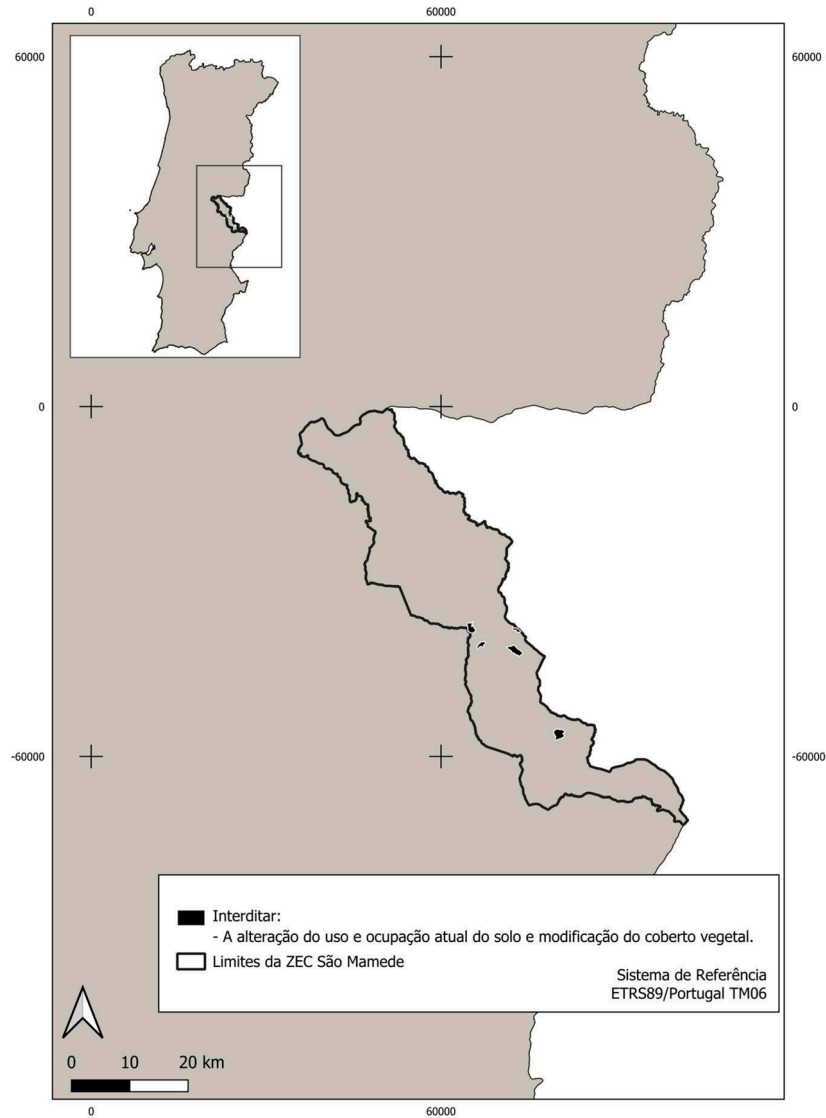 0 60000
60000 60000
0 0
-60000 -60000
Interditar:
- A alteração do uso e ocupação atual do solo e modificação do coberto vegetal.
Limites da ZEC São Mamede
Sistema de Referência
ETRS89/Portugal TM06
0 10 20 km
0 60000